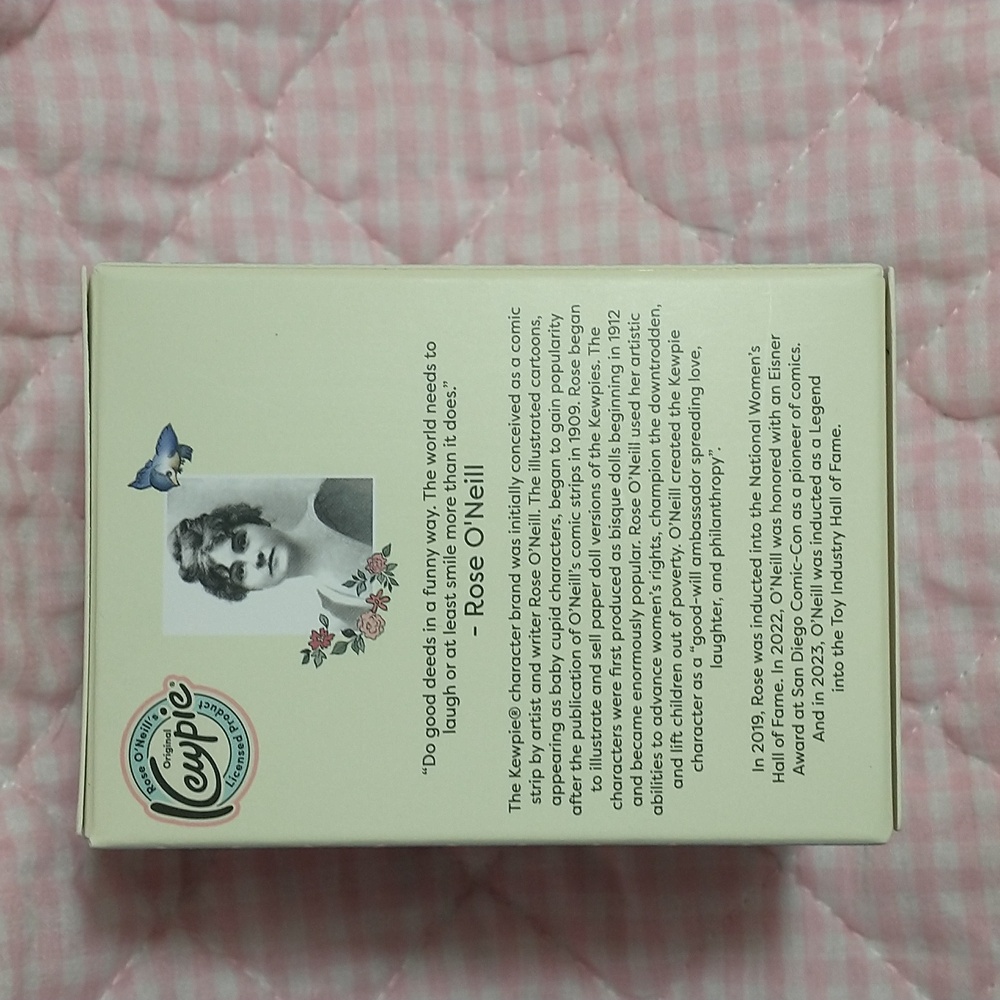 Rose O'Neill's
Original
Kewpie
Licensed Product
“Do good deeds in a funny way. The world needs to
laugh or at least smile more than it does.”
- Rose O'Neill
The Kewpie® character brand was initially conceived as a comic
strip by artist and writer Rose O'Neill. The illustrated cartoons,
appearing as baby cupid characters, began to gain popularity
after the publication of O'Neill's comic strips in 1909. Rose began
to illustrate and sell paper doll versions of the Kewpies. The
characters were first produced as bisque dolls beginning in 1912
and became enormously popular. Rose O'Neill used her artistic
abilities to advance women's rights, champion the downtrodden,
and lift children out of poverty. O'Neill created the Kewpie
character as a “good-will ambassador spreading love,
laughter, and philanthropy”.
In 2019, Rose was inducted into the National Women's
Hall of Fame. In 2022, O'Neill was honored with an Eisner
Award at San Diego Comic-Con as a pioneer of comics.
And in 2023, O'Neill was inducted as a Legend
into the Toy Industry Hall of Fame.